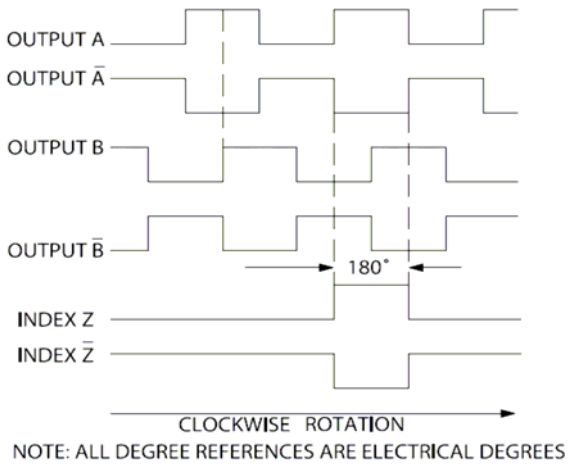 OUTPUT A
OUTPUT A̅
OUTPUT B
OUTPUT B̅
180°
INDEX Z
INDEX Z̅
CLOCKWISE ROTATION
NOTE: ALL DEGREE REFERENCES ARE ELECTRICAL DEGREES